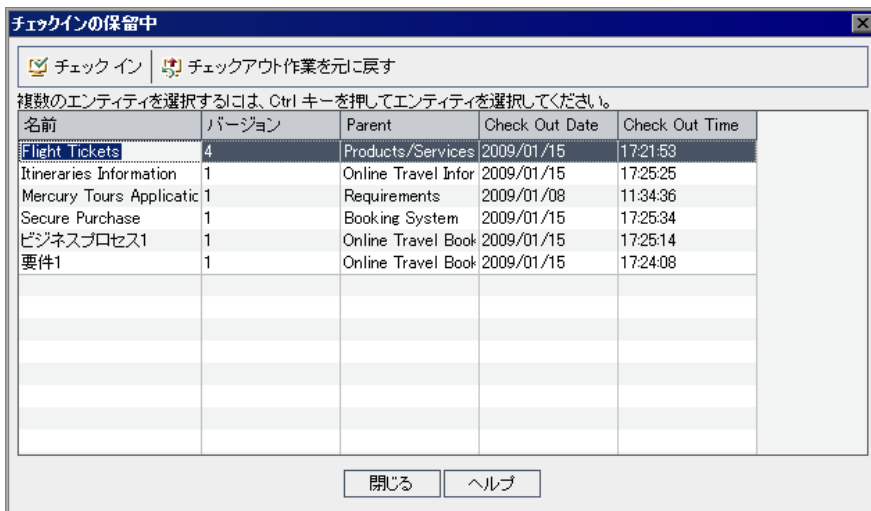 チェックインの保留中
チェック イン チェックアウト作業を元に戻す
複数のエンティティを選択するには、Ctrl キーを押してエンティティを選択してください。
名前 バージョン Parent Check Out Date Check Out Time
Flight Tickets 4 Products/Services 2009/01/15 17:21:53
Itineraries Information 1 Online Travel Infor 2009/01/15 17:25:25
Mercury Tours Applicatic 1 Requirements 2009/01/08 11:34:36
Secure Purchase 1 Booking System 2009/01/15 17:25:34
ビジネスプロセス1 1 Online Travel Book 2009/01/15 17:25:14
要件1 1 Online Travel Book 2009/01/15 17:24:08
閉じる ヘルプ